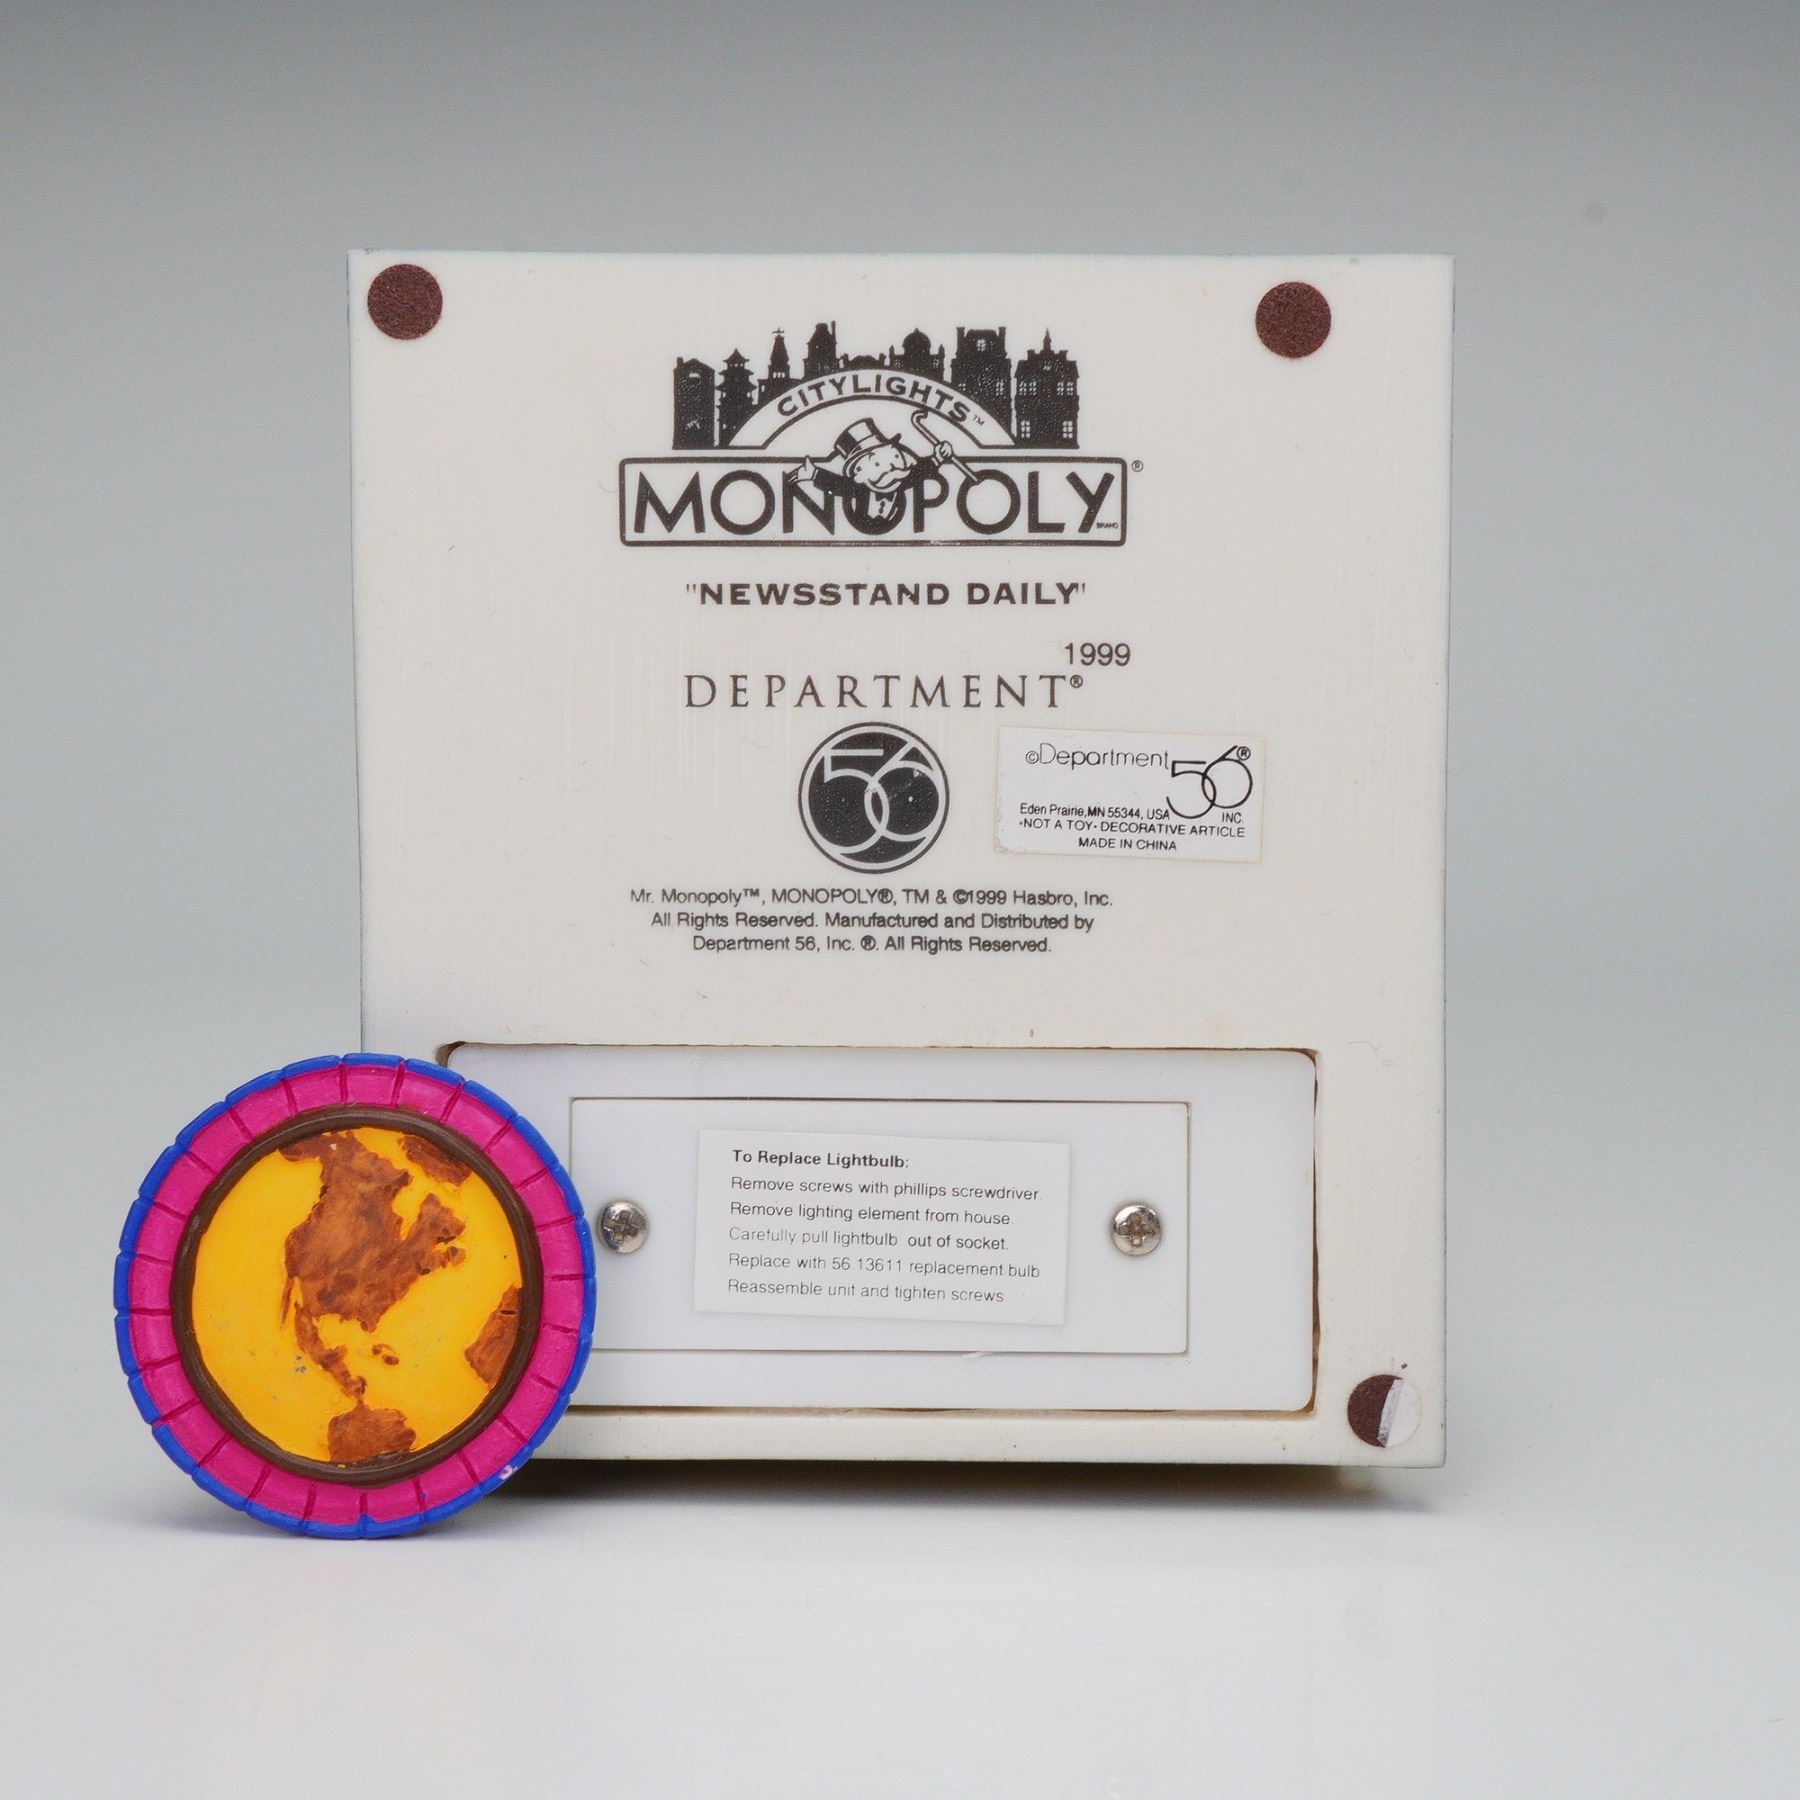 CITYLIGHTS™
MONOPOLY®
BRAND
"NEWSSTAND DAILY"
1999
DEPARTMENT®
56
©Department 56®
Eden Prairie, MN 55344, USA INC.
•NOT A TOY• DECORATIVE ARTICLE
MADE IN CHINA
Mr. Monopoly™, MONOPOLY®, TM & ©1999 Hasbro, Inc.
All Rights Reserved. Manufactured and Distributed by
Department 56, Inc. ®. All Rights Reserved.
To Replace Lightbulb:
Remove screws with phillips screwdriver.
Remove lighting element from house.
Carefully pull lightbulb out of socket.
Replace with 56.13611 replacement bulb.
Reassemble unit and tighten screws.